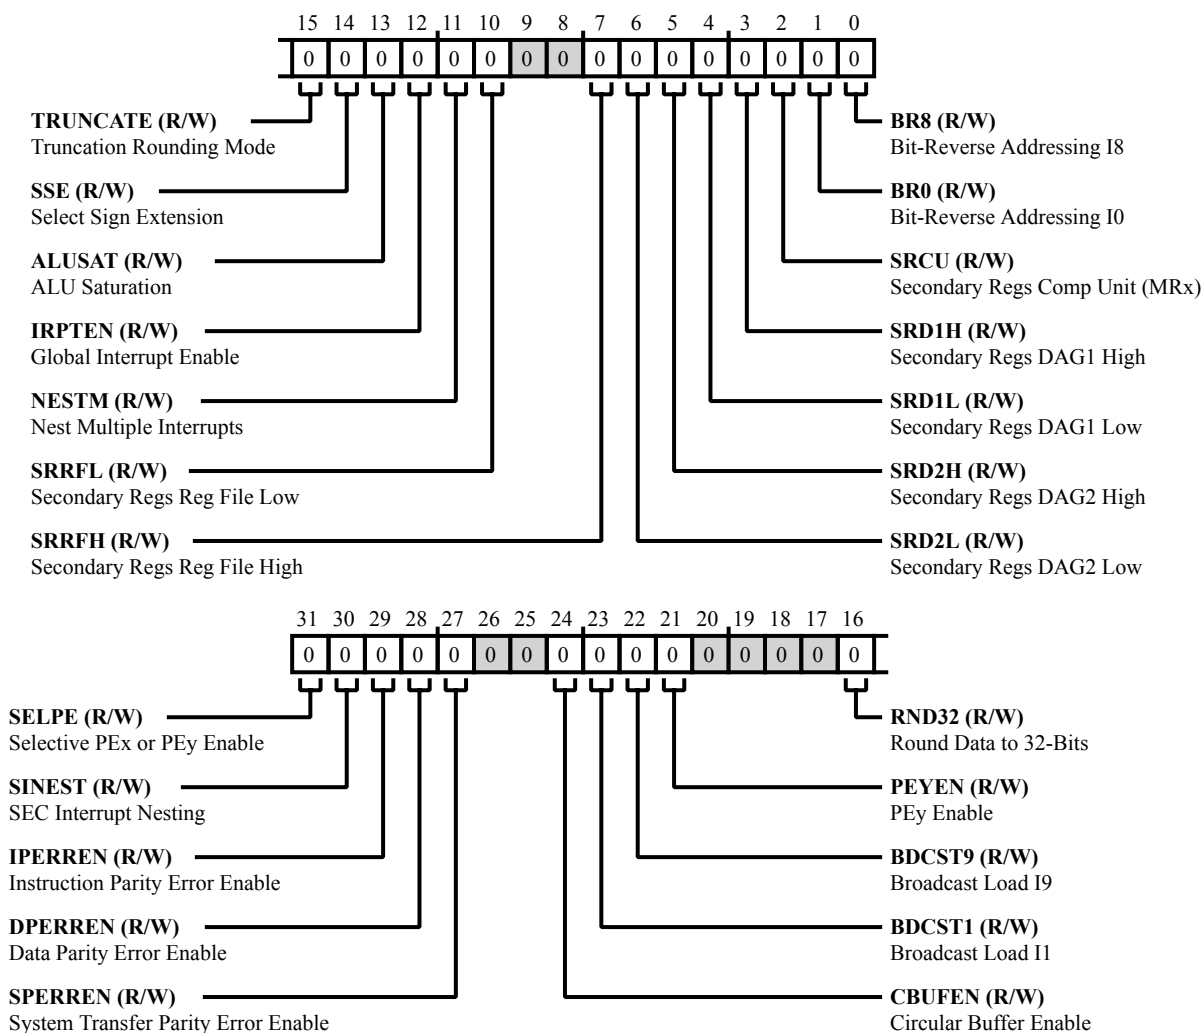 15 14 13 12 11 10 9 8 7 6 5 4 3 2 1 0
0 0 0 0 0 0 0 0 0 0 0 0 0 0 0 0
TRUNCATE (R/W)
Truncation Rounding Mode
SSE (R/W)
Select Sign Extension
ALUSAT (R/W)
ALU Saturation
IRPTEN (R/W)
Global Interrupt Enable
NESTM (R/W)
Nest Multiple Interrupts
SRRFL (R/W)
Secondary Regs Reg File Low
SRRFH (R/W)
Secondary Regs Reg File High
BR8 (R/W)
Bit-Reverse Addressing I8
BR0 (R/W)
Bit-Reverse Addressing I0
SRCU (R/W)
Secondary Regs Comp Unit (MRx)
SRD1H (R/W)
Secondary Regs DAG1 High
SRD1L (R/W)
Secondary Regs DAG1 Low
SRD2H (R/W)
Secondary Regs DAG2 High
SRD2L (R/W)
Secondary Regs DAG2 Low
31 30 29 28 27 26 25 24 23 22 21 20 19 18 17 16
0 0 0 0 0 0 0 0 0 0 0 0 0 0 0 0
SELPE (R/W)
Selective PEx or PEy Enable
SINEST (R/W)
SEC Interrupt Nesting
IPERREN (R/W)
Instruction Parity Error Enable
DPERREN (R/W)
Data Parity Error Enable
SPERREN (R/W)
System Transfer Parity Error Enable
RND32 (R/W)
Round Data to 32-Bits
PEYEN (R/W)
PEy Enable
BDCST9 (R/W)
Broadcast Load I9
BDCST1 (R/W)
Broadcast Load I1
CBUFEN (R/W)
Circular Buffer Enable